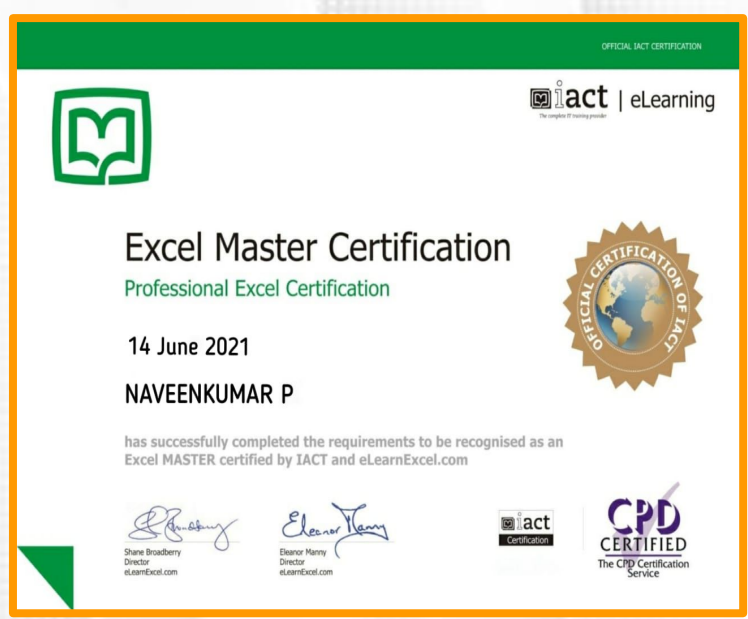 OFFICIAL IACT CERTIFICATION
iact | eLearning
The complete IT training provider
Excel Master Certification
Professional Excel Certification
OFFICIAL CERTIFICATION OF IACT
14 June 2021
NAVEENKUMAR P
has successfully completed the requirements to be recognised as an
Excel MASTER certified by IACT and eLearnExcel.com
Shane Broadberry
Director
eLearnExcel.com
Eleanor Manny
Eleanor Manny
Director
eLearnExcel.com
iact
Certification
CPD
CERTIFIED
The CPD Certification
Service